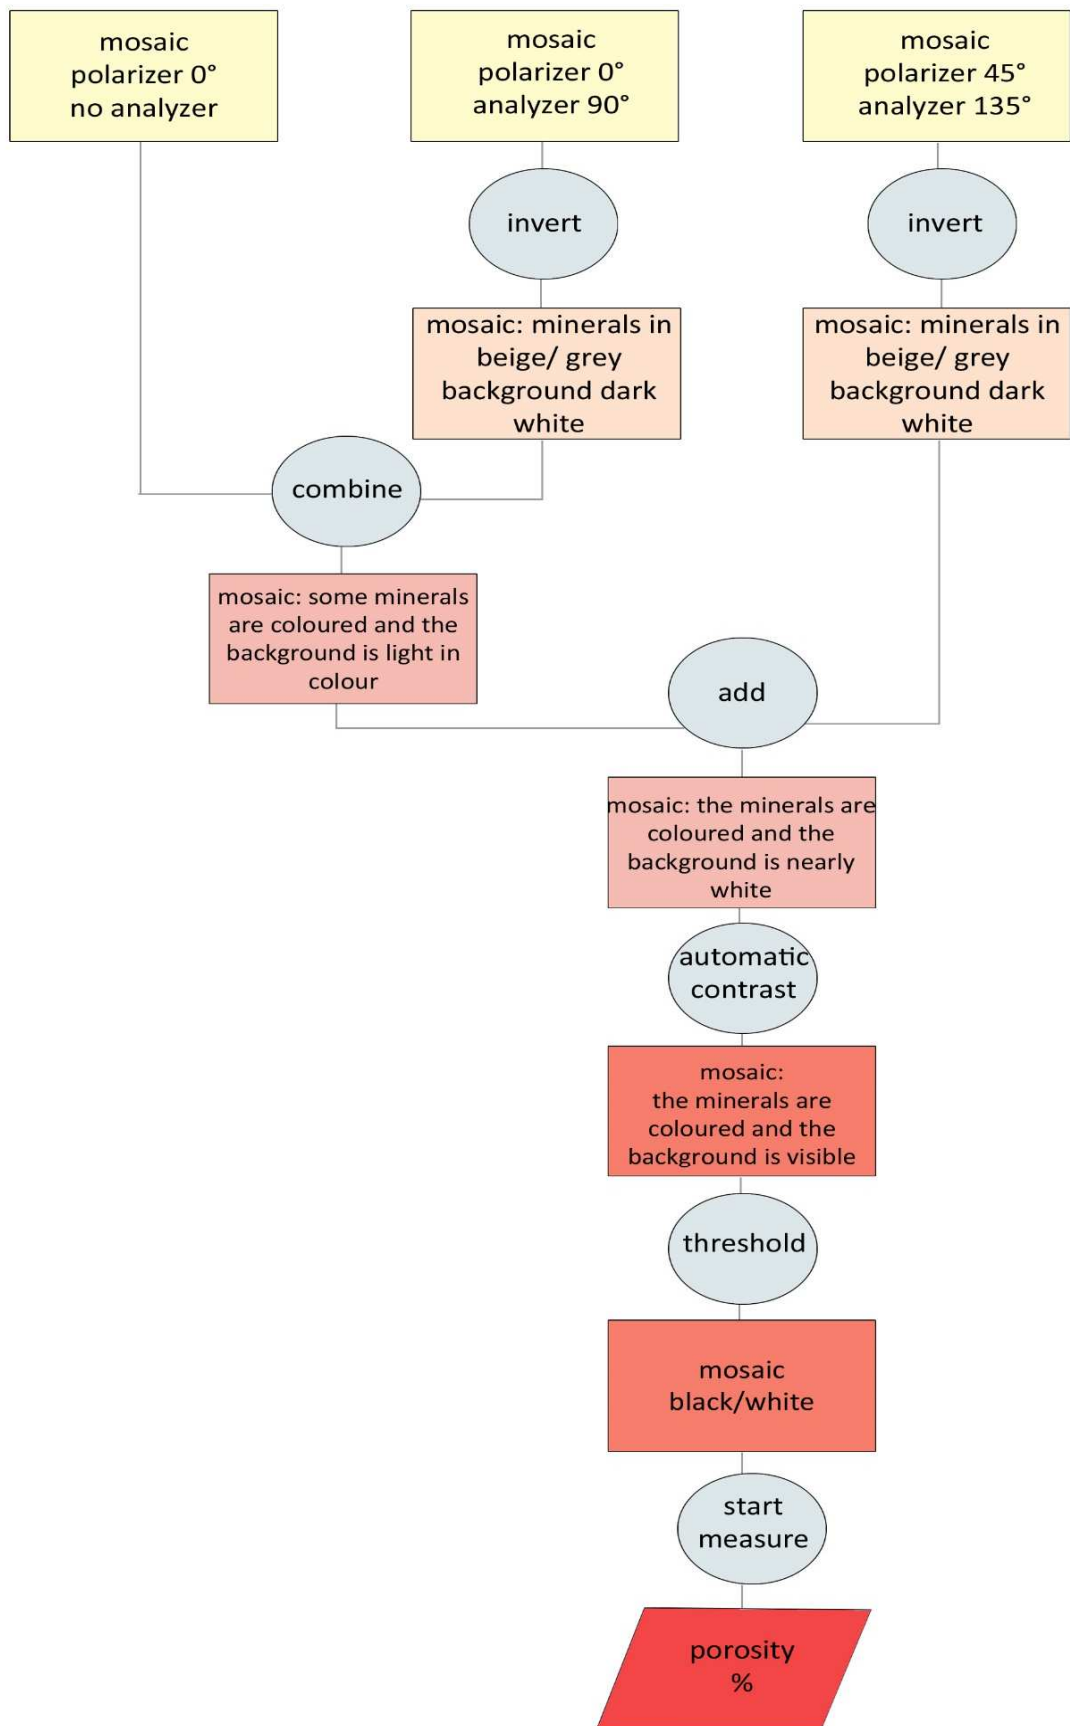 mosaic
polarizer 0°
no analyzer
mosaic
polarizer 0°
analyzer 90°
mosaic
polarizer 45°
analyzer 135°
invert
invert
mosaic: minerals in
beige/ grey
background dark
white
mosaic: minerals in
beige/ grey
background dark
white
combine
mosaic: some minerals
are coloured and the
background is light in
colour
add
mosaic: the minerals are
coloured and the
background is nearly
white
automatic
contrast
mosaic:
the minerals are
coloured and the
background is visible
threshold
mosaic
black/white
start
measure
porosity
%